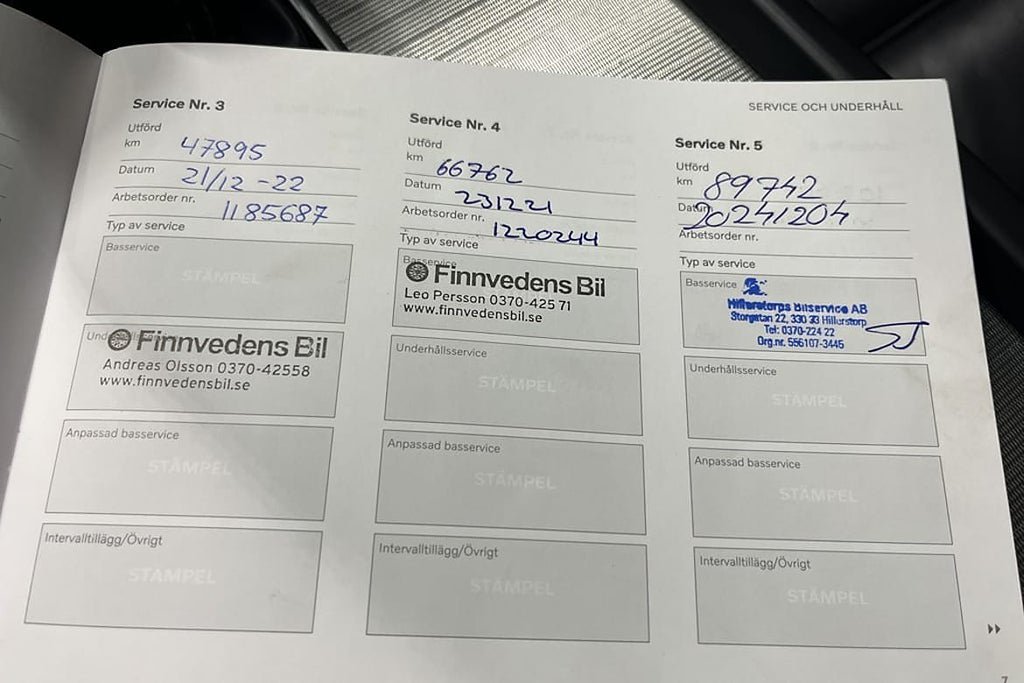 SERVICE OCH UNDERHÅLL
Service Nr. 3
Utförd
km 47895
Datum 21/12-22
Arbetsorder nr. 1185687
Typ av service
Basservice
STÄMPEL
Finnvedens Bil
Andreas Olsson 0370-42558
www.finnvedensbil.se
Anpassad basservice
STÄMPEL
Intervalltillägg/Övrigt
STÄMPEL
Service Nr. 4
Utförd
km 66762
Datum 231221
Arbetsorder nr. 1220244
Typ av service
Basservice
Finnvedens Bil
Leo Persson 0370-425 71
www.finnvedensbil.se
Underhållsservice
STÄMPEL
Anpassad basservice
STÄMPEL
Intervalltillägg/Övrigt
STÄMPEL
Service Nr. 5
Utförd
km 89742
Datum 20241204
Arbetsorder nr.
Typ av service
Basservice
Hillerstorps Bilservice AB
Storgatan 22, 330 33 Hillerstorp
Tel: 0370-224 22
Org.nr. 556107-3445
Underhållsservice
STÄMPEL
Anpassad basservice
STÄMPEL
Intervalltillägg/Övrigt
STÄMPEL
7